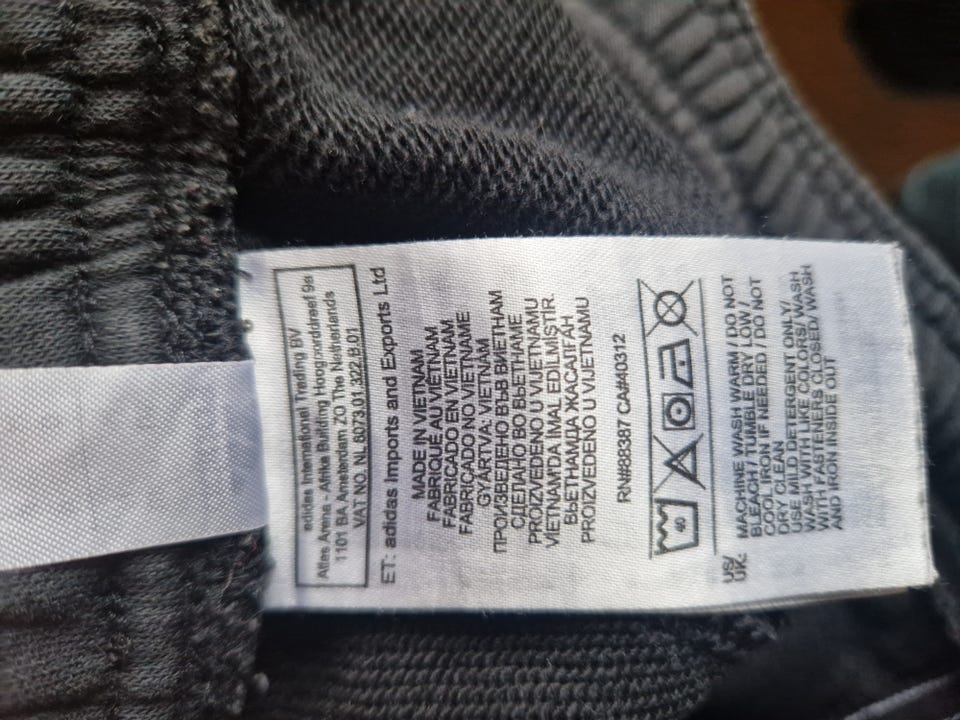 adidas International Trading BV
Atlas Arena - Afrika Building Hoogoorddreef 9a
1101 BA Amsterdam ZO The Netherlands
VAT NO. NL 8073.01.322.B.01
ET: adidas Imports and Exports Ltd
MADE IN VIETNAM
FABRIQUÉ AU VIÊTNAM
FABRICADO EN VIETNAM
FABRICADO NO VIETNAME
GYÁRTVA: VIETNAM
ПРОИЗВЕДЕНО ВЪВ ВИЕТНАМ
СДЕЛАНО ВО ВЬЕТНАМЕ
PROIZVEDENO U VIJETNAMU
VIETNAM'DA IMAL EDILMIŞTIR.
ВЬЕТНАМДА ЖАСАЛҒАН
PROIZVEDENO U VIJETNAMU
RN#88387 CA#40312
40
US/
UK:
MACHINE WASH WARM / DO NOT
BLEACH / TUMBLE DRY LOW /
COOL IRON IF NEEDED / DO NOT
DRY CLEAN
USE MILD DETERGENT ONLY/
WASH WITH LIKE COLORS/ WASH
WITH FASTENERS CLOSED WASH
AND IRON INSIDE OUT